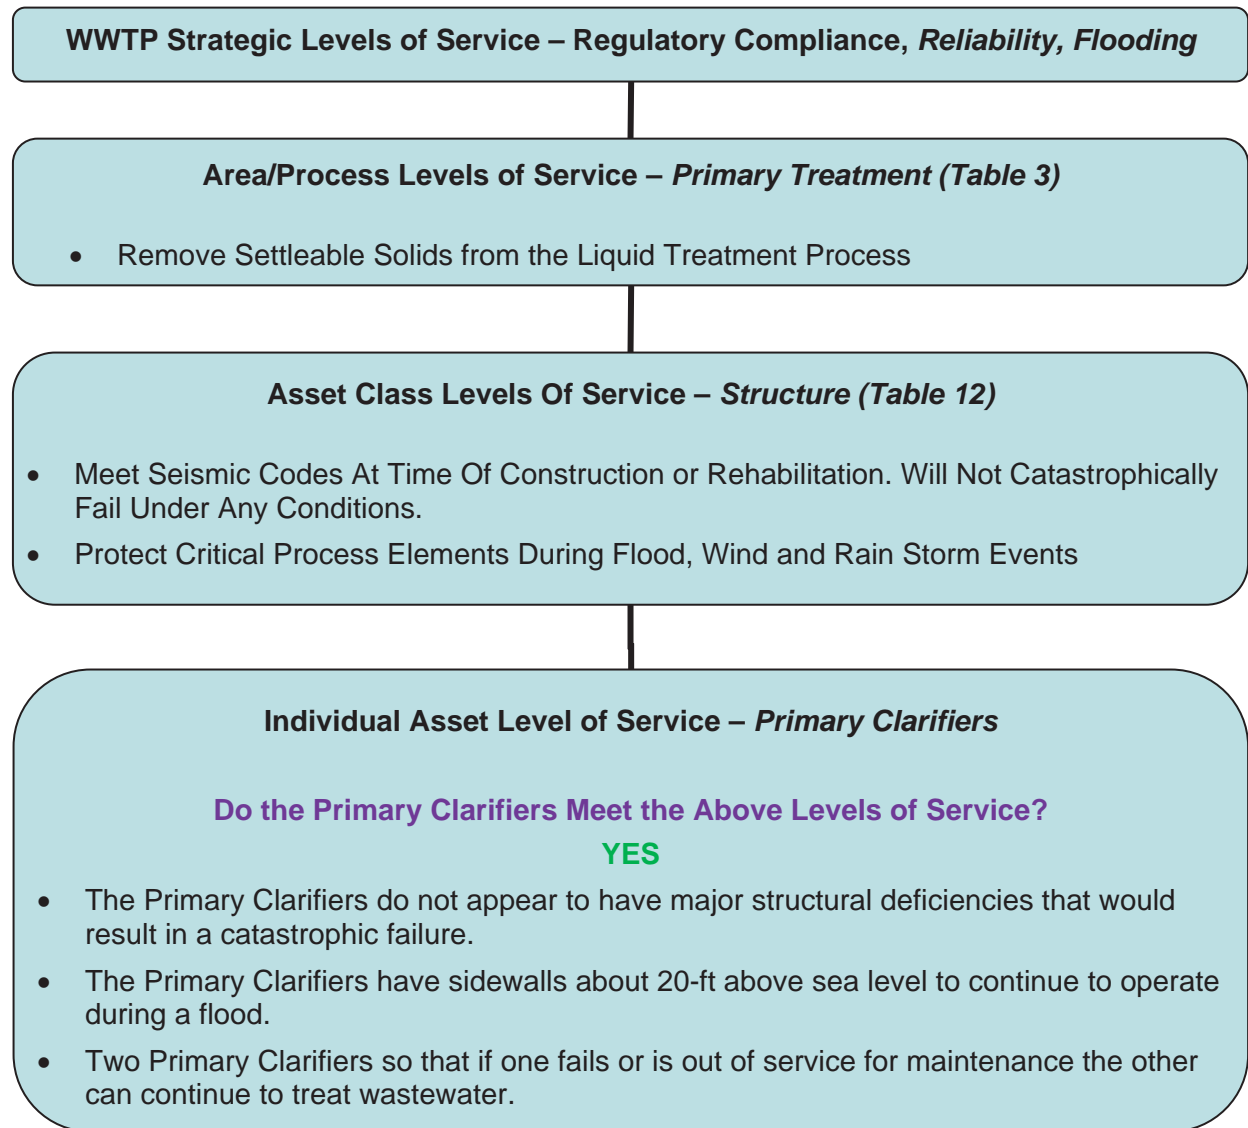 WWTP Strategic Levels of Service – Regulatory Compliance, Reliability, Flooding
Area/Process Levels of Service – Primary Treatment (Table 3)
• Remove Settleable Solids from the Liquid Treatment Process
Asset Class Levels Of Service – Structure (Table 12)
• Meet Seismic Codes At Time Of Construction or Rehabilitation. Will Not Catastrophically
Fail Under Any Conditions.
• Protect Critical Process Elements During Flood, Wind and Rain Storm Events
Individual Asset Level of Service – Primary Clarifiers
Do the Primary Clarifiers Meet the Above Levels of Service?
YES
• The Primary Clarifiers do not appear to have major structural deficiencies that would
result in a catastrophic failure.
• The Primary Clarifiers have sidewalls about 20-ft above sea level to continue to operate
during a flood.
• Two Primary Clarifiers so that if one fails or is out of service for maintenance the other
can continue to treat wastewater.